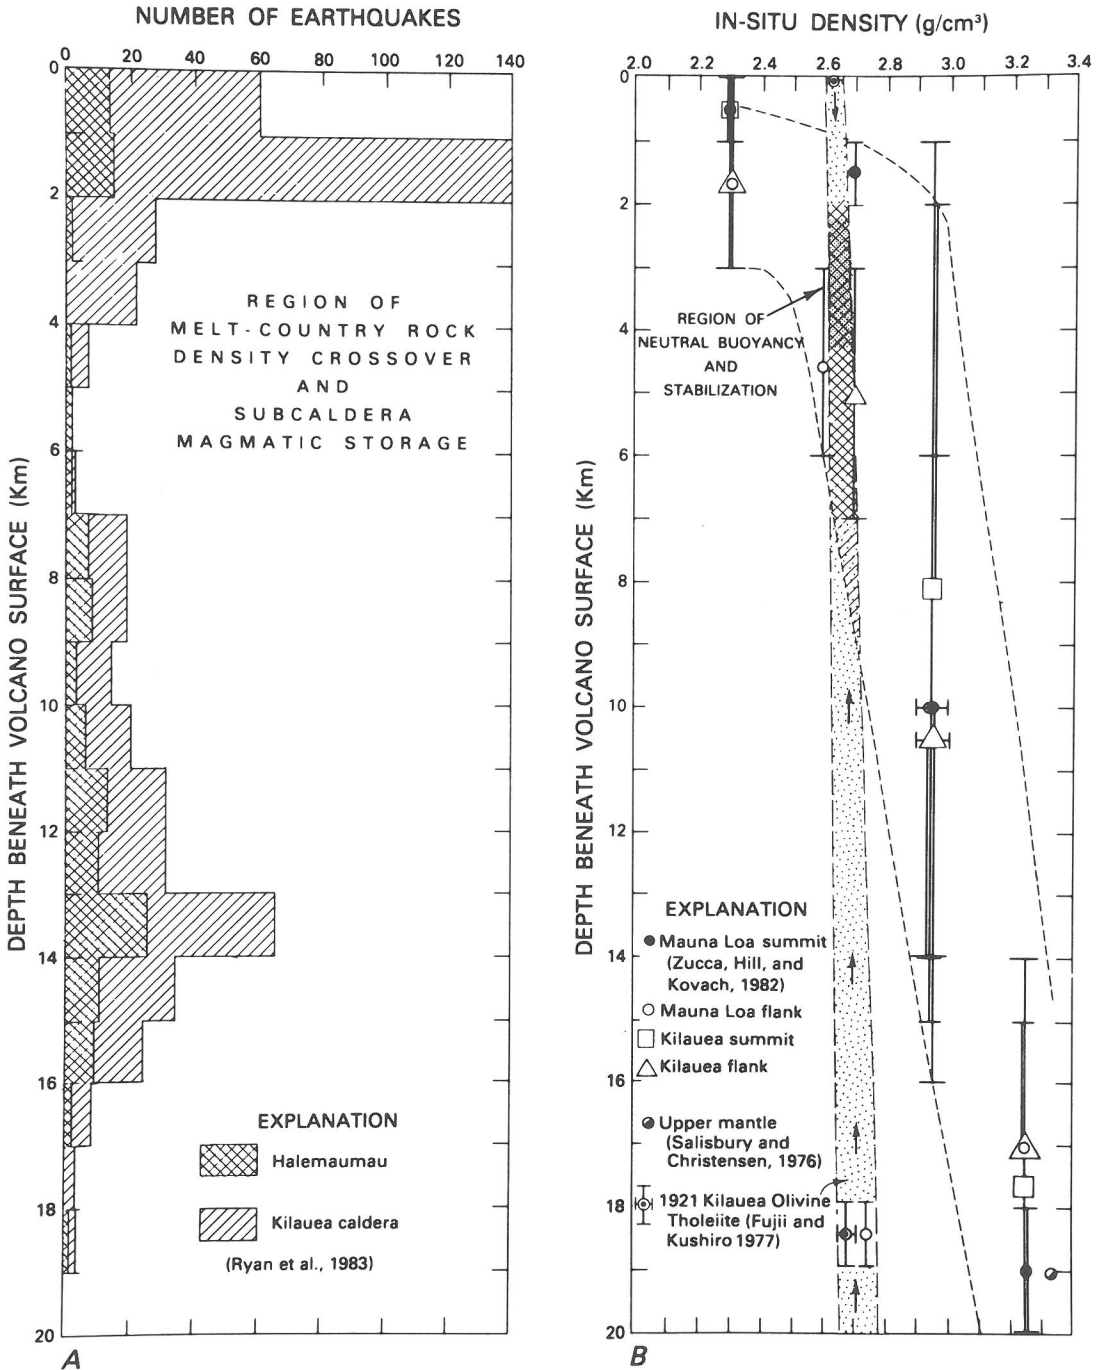 NUMBER OF EARTHQUAKES
0 20 40 60 80 100 120 140
0
2
4
6
8
10
12
14
16
18
20
DEPTH BENEATH VOLCANO SURFACE (Km)
REGION OF
MELT-COUNTRY ROCK
DENSITY CROSSOVER
AND
SUBCALDERA
MAGMATIC STORAGE
EXPLANATION
Halemaumau
Kilauea caldera
(Ryan et al., 1983)
A
IN-SITU DENSITY (g/cm³)
2.0 2.2 2.4 2.6 2.8 3.0 3.2 3.4
0
2
4
6
8
10
12
14
16
18
20
DEPTH BENEATH VOLCANO SURFACE (Km)
REGION OF
NEUTRAL BUOYANCY
AND
STABILIZATION
EXPLANATION
Mauna Loa summit
(Zucca, Hill, and
Kovach, 1982)
Mauna Loa flank
Kilauea summit
Kilauea flank
Upper mantle
(Salisbury and
Christensen, 1976)
1921 Kilauea Olivine
Tholeiite (Fujii and
Kushiro 1977)
B